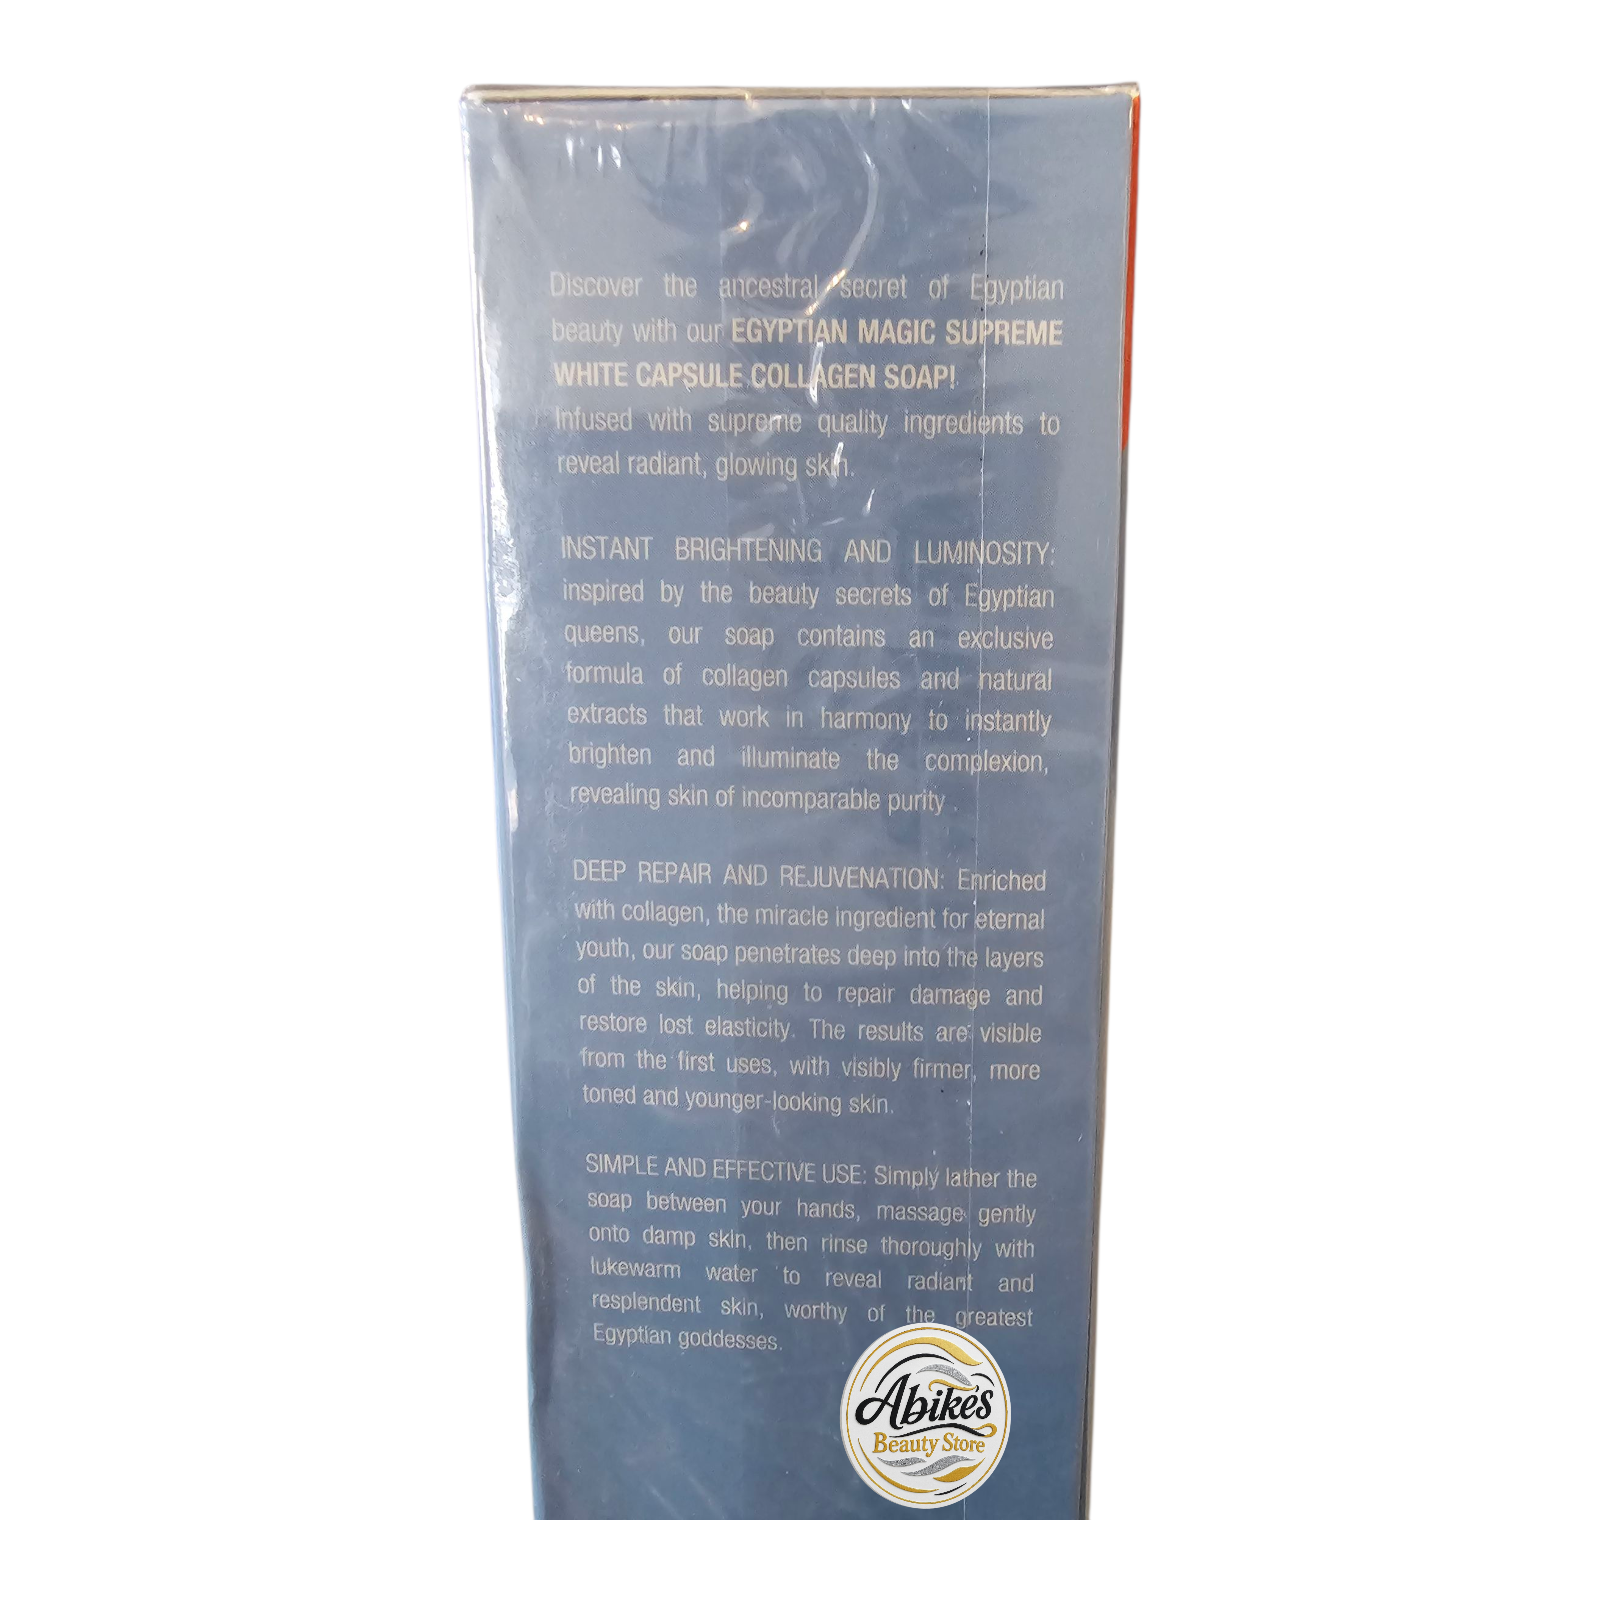 Discover the ancestral secret of Egyptian
beauty with our EGYPTIAN MAGIC SUPREME
WHITE CAPSULE COLLAGEN SOAP!
Infused with supreme quality ingredients to
reveal radiant, glowing skin.
INSTANT BRIGHTENING AND LUMINOSITY:
inspired by the beauty secrets of Egyptian
queens, our soap contains an exclusive
formula of collagen capsules and natural
extracts that work in harmony to instantly
brighten and illuminate the complexion,
revealing skin of incomparable purity .
DEEP REPAIR AND REJUVENATION: Enriched
with collagen, the miracle ingredient for eternal
youth, our soap penetrates deep into the layers
of the skin, helping to repair damage and
restore lost elasticity. The results are visible
from the first uses, with visibly firmer, more
toned and younger-looking skin.
SIMPLE AND EFFECTIVE USE: Simply lather the
soap between your hands, massage gently
onto damp skin, then rinse thoroughly with
lukewarm water to reveal radiant and
resplendent skin, worthy of the greatest
Egyptian goddesses.
Abike's
Beauty Store